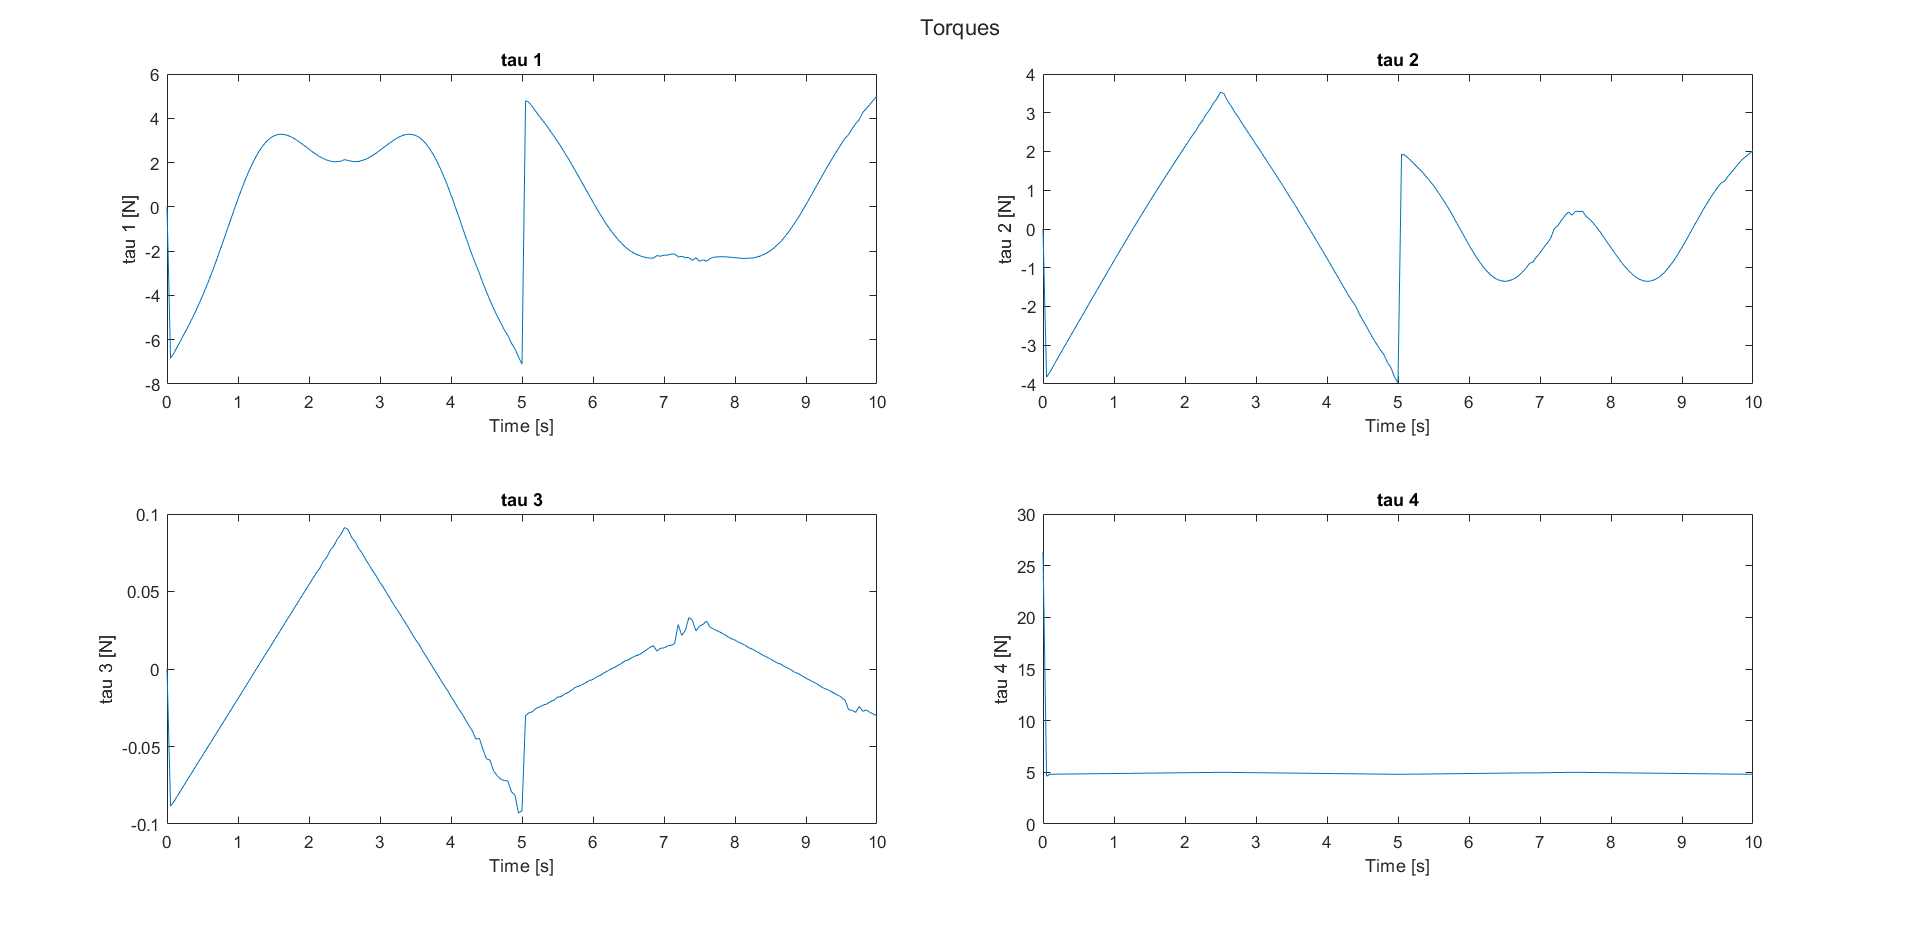 Torques
tau 1
6
4
2
0
-2
-4
-6
-8
tau 1 [N]
0 1 2 3 4 5 6 7 8 9 10
Time [s]
tau 2
4
3
2
1
0
-1
-2
-3
-4
tau 2 [N]
0 1 2 3 4 5 6 7 8 9 10
Time [s]
tau 3
0.1
0.05
0
-0.05
-0.1
tau 3 [N]
0 1 2 3 4 5 6 7 8 9 10
Time [s]
tau 4
30
25
20
15
10
5
0
tau 4 [N]
0 1 2 3 4 5 6 7 8 9 10
Time [s]